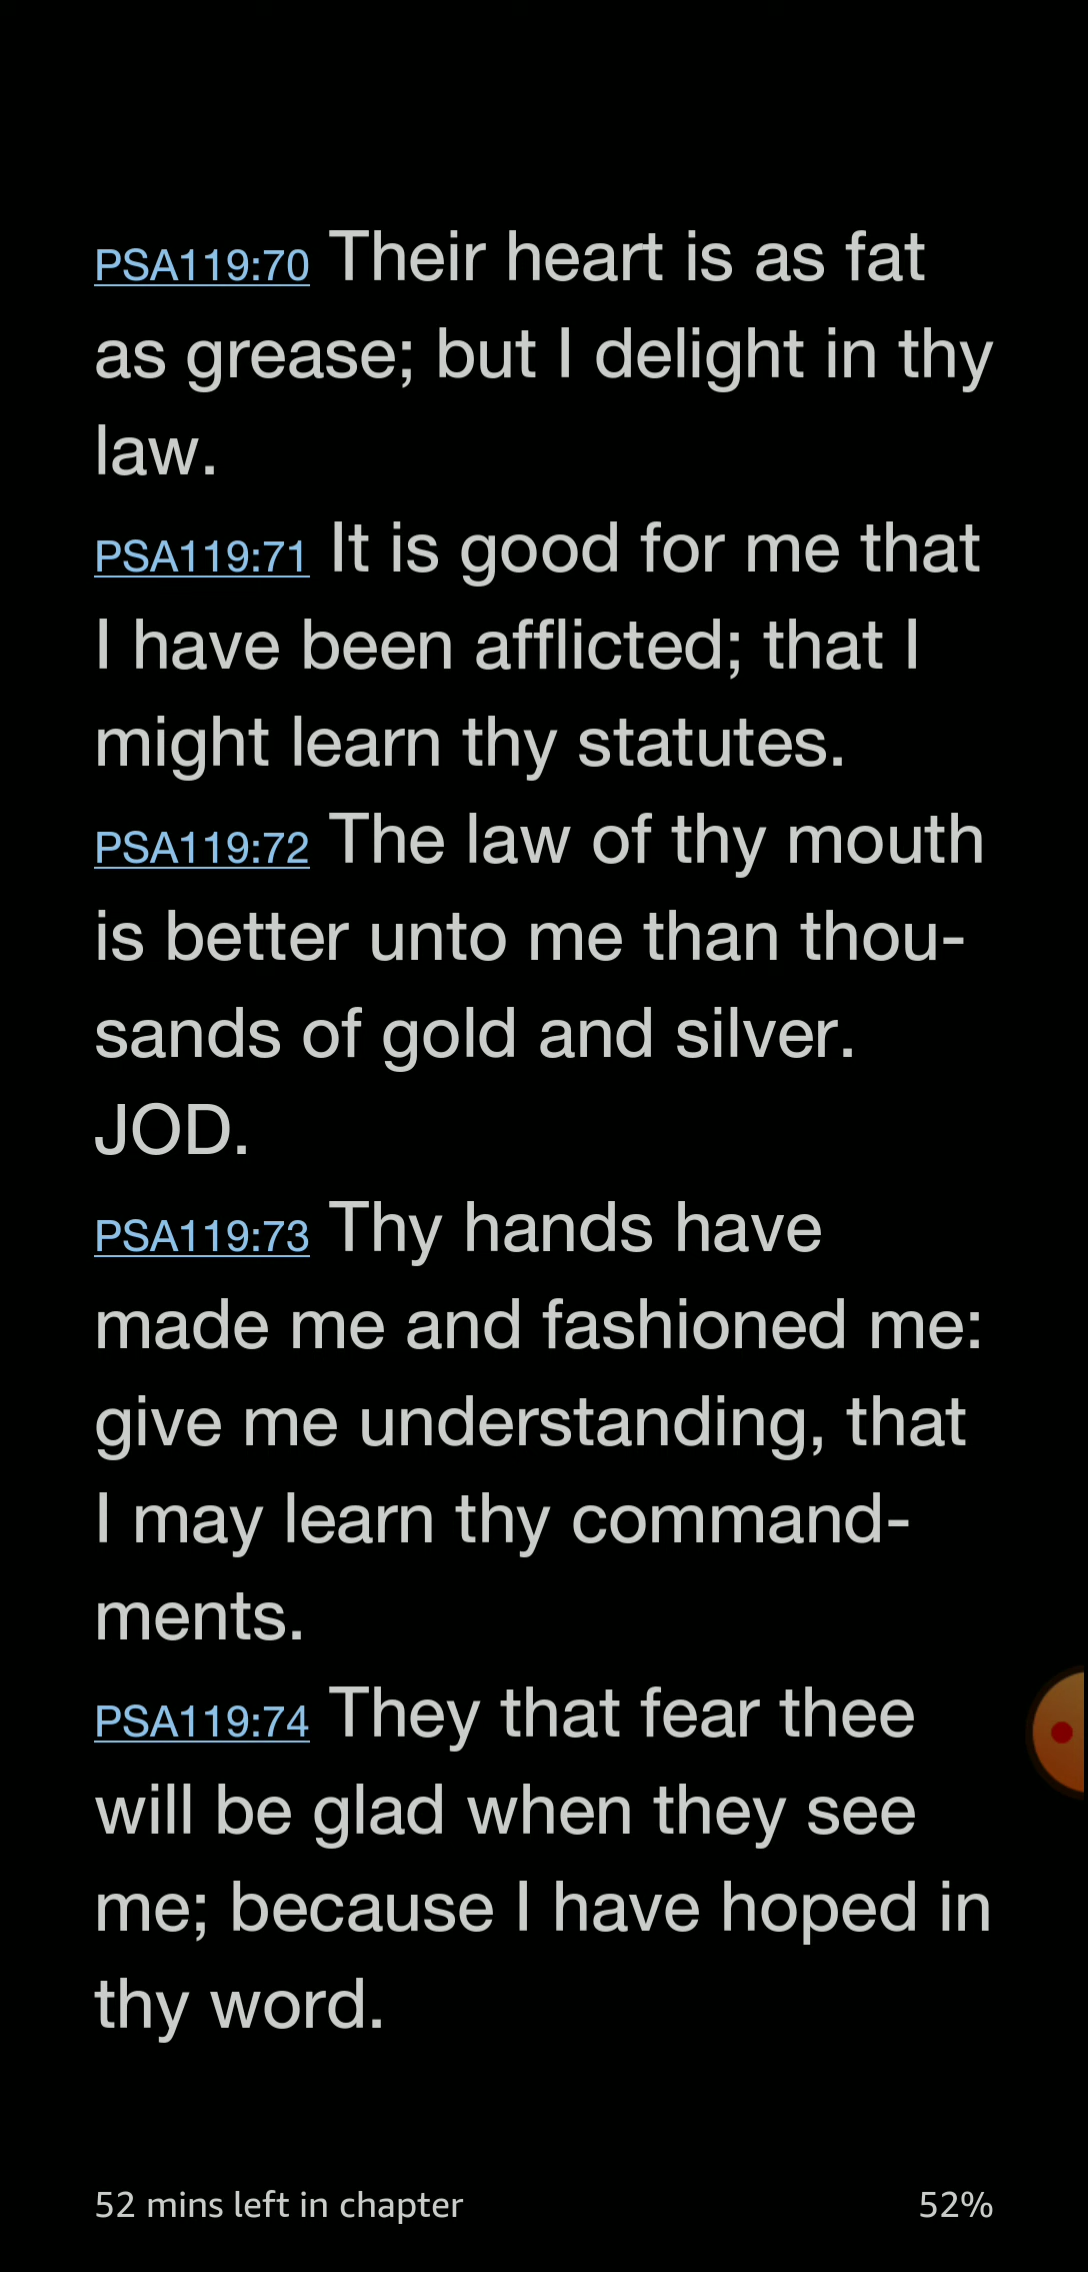 PSA119:70 Their heart is as fat
as grease; but I delight in thy
law.
PSA119:71 It is good for me that
I have been afflicted; that I
might learn thy statutes.
PSA119:72 The law of thy mouth
is better unto me than thou-
sands of gold and silver.
JOD.
PSA119:73 Thy hands have
made me and fashioned me:
give me understanding, that
I may learn thy command-
ments.
PSA119:74 They that fear thee
will be glad when they see
me; because I have hoped in
thy word.
52 mins left in chapter 52%